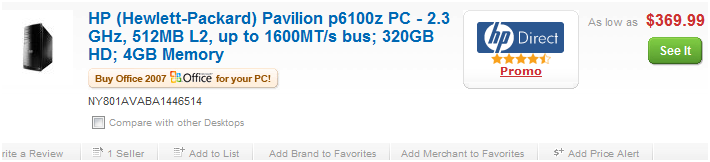 HP (Hewlett-Packard) Pavilion p6100z PC - 2.3
GHz, 512MB L2, up to 1600MT/s bus; 320GB
HD; 4GB Memory
Buy Office 2007 Office for your PC!
NY801AVABA1446514
Compare with other Desktops
hp Direct
Promo
As low as $369.99
See It
rite a Review
1 Seller
Add to List
Add Brand to Favorites
Add Merchant to Favorites
Add Price Alert